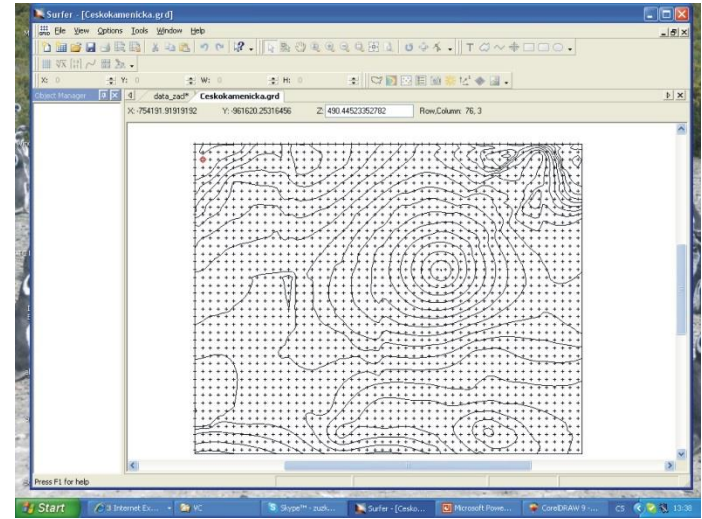 Surfer - [Ceskokamenicka.grd]
File View Options Tools Window Help
X: 0 Y: 0 W: 0 H: 0
Object Manager data_zad* Ceskokamenicka.grd
X: -754191.91919192 Y: -961620.25316456 Z: 490.44523352782 Row,Column: 76, 3
Press F1 for help
Start 3 Internet Ex... VC Skype™ - zuzk... Surfer - [Cesko... Microsoft Powe... CorelDRAW 9 -... CS 13:38